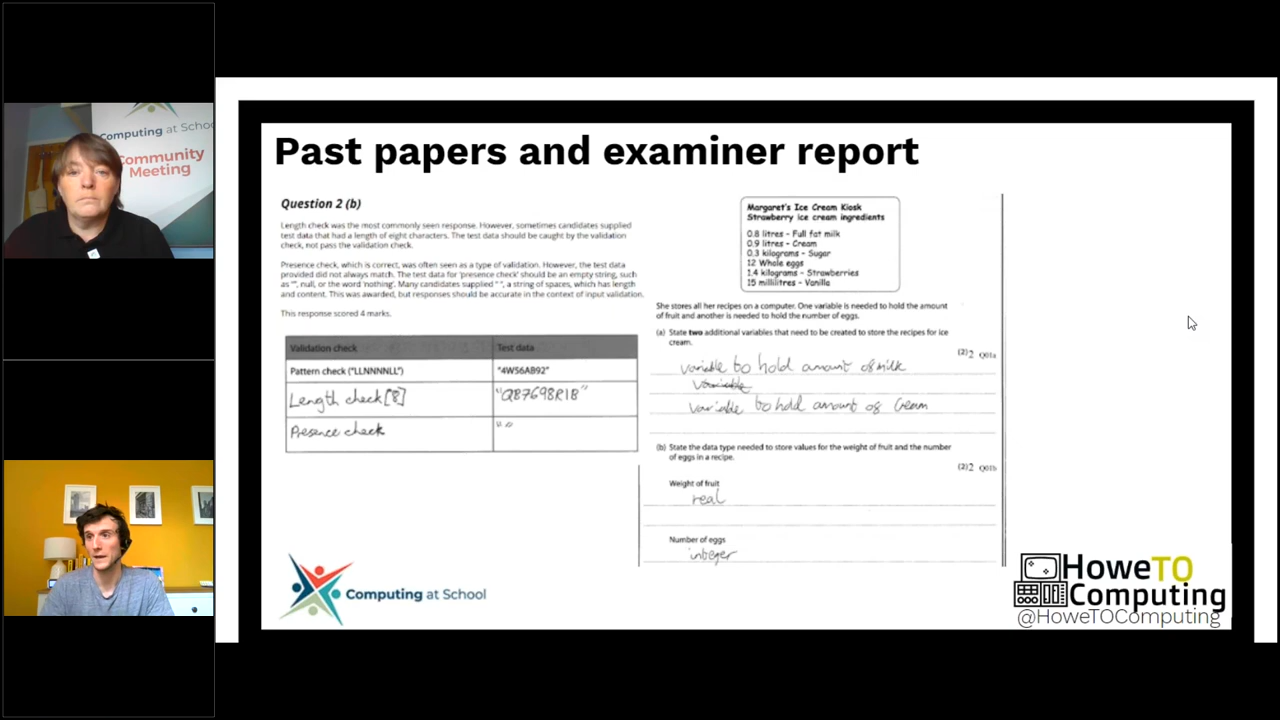 Computing at Schoo
Community
Meeting
Past papers and examiner report
Question 2 (b)
Length check was the most commonly seen response. However, sometimes candidates supplied
test data that had a length of eight characters. The test data should be caught by the validation
check, not pass the validation check.
Presence check, which is correct, was often seen as a type of validation. However, the test data
provided did not always match. The test data for 'presence check' should be an empty string, such
as "", null, or the word 'nothing'. Many candidates supplied " ", a string of spaces, which has length
and content. This was awarded, but responses should be accurate in the context of input validation.
This response scored 4 marks.
Validation check
Test data
Pattern check ("LLNNNNLL")
"4W56AB92"
Length check [8]
"Q87698R18"
Presence check
" "
Margaret's Ice Cream Kiosk
Strawberry ice cream ingredients
0.8 litres - Full fat milk
0.9 litres - Cream
0.3 kilograms - Sugar
12 Whole eggs
1.4 kilograms - Strawberries
15 millilitres - Vanilla
She stores all her recipes on a computer. One variable is needed to hold the amount
of fruit and another is needed to hold the number of eggs.
(a) State two additional variables that need to be created to store the recipes for ice
cream.
(2) 2 Q01a
variable to hold amount of milk
variable
variable to hold amount of cream
(b) State the data type needed to store values for the weight of fruit and the number
of eggs in a recipe.
(2) 2 Q01b
Weight of fruit
real
Number of eggs
integer
Computing at School
HoweTO
Computing
@HoweTOComputing